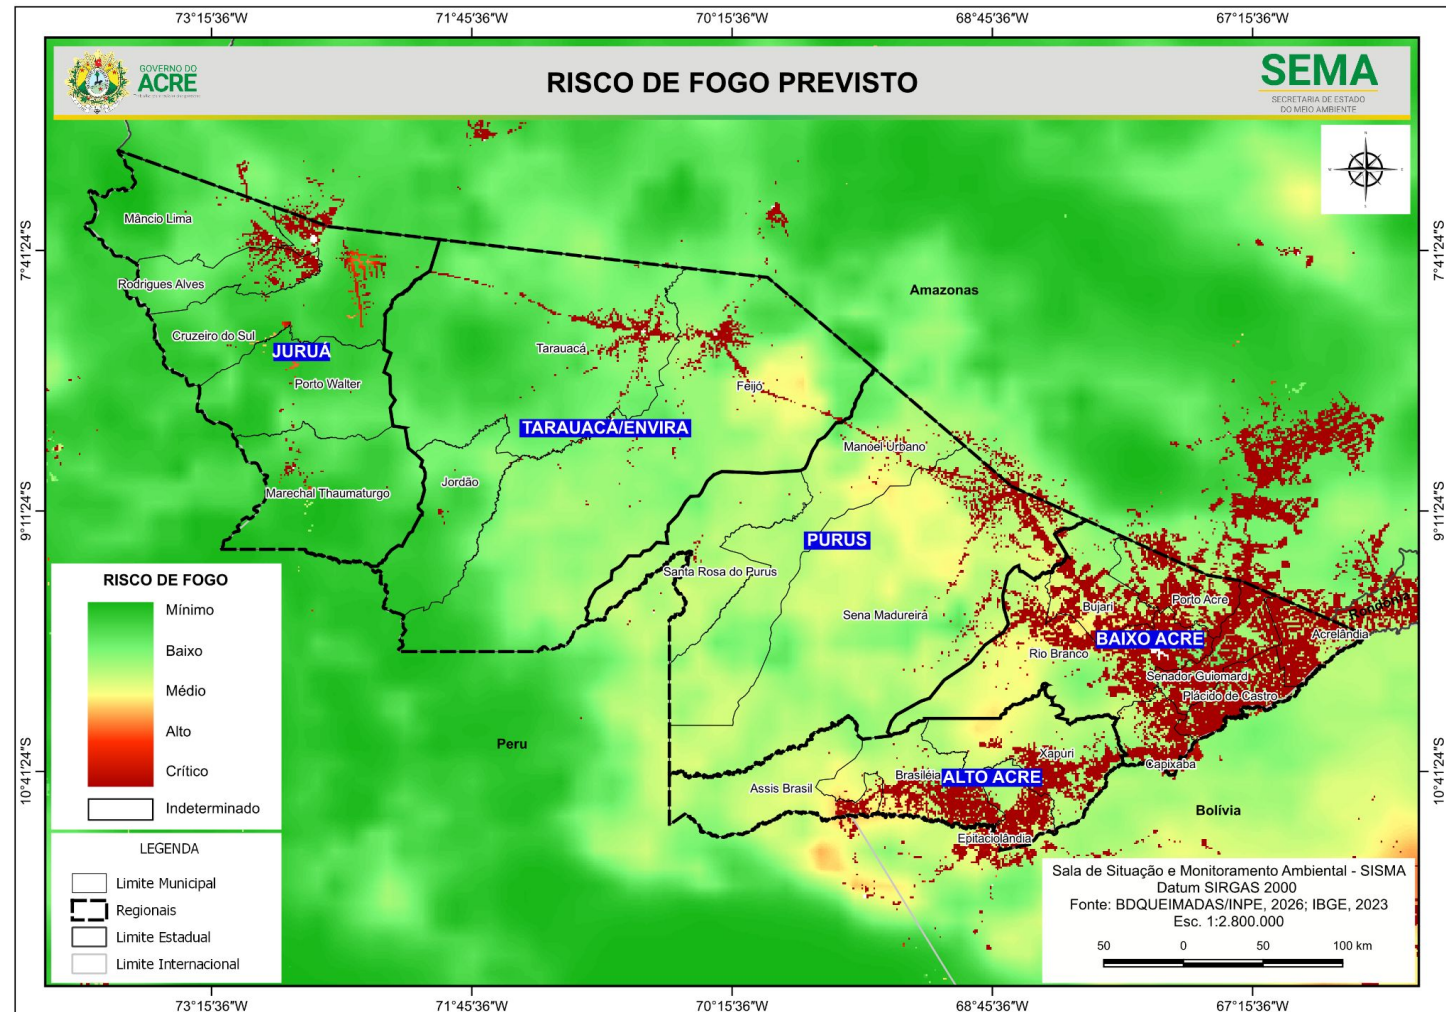 73°15'36"W 71°45'36"W 70°15'36"W 68°45'36"W 67°15'36"W
GOVERNO DO
ACRE
RISCO DE FOGO PREVISTO
SEMA
SECRETARIA DE ESTADO
DO MEIO AMBIENTE
7°41'24"S
7°41'24"S
Mâncio Lima
Rodrigues Alves
Amazonas
Cruzeiro do Sul
JURUÁ
Tarauacá
Porto Walter
Feijó
TARAUACÁ/ENVIRA
Manoel Urbano
Jordão
Marechal Thaumaturgo
9°11'24"S
9°11'24"S
PURUS
Santa Rosa do Purus
Sena Madureira
Bujari
Porto Acre
Rondônia
Acrelândia
BAIXO ACRE
Rio Branco
Senador Guiomard
Plácido de Castro
Peru
Xapuri
Capixaba
Brasiléia
ALTO ACRE
Assis Brasil
Bolívia
Epitaciolândia
10°41'24"S
10°41'24"S
RISCO DE FOGO
Mínimo
Baixo
Médio
Alto
Crítico
Indeterminado
LEGENDA
Limite Municipal
Regionais
Limite Estadual
Limite Internacional
Sala de Situação e Monitoramento Ambiental - SISMA
Datum SIRGAS 2000
Fonte: BDQUEIMADAS/INPE, 2026; IBGE, 2023
Esc. 1:2.800.000
50 0 50 100 km
73°15'36"W 71°45'36"W 70°15'36"W 68°45'36"W 67°15'36"W